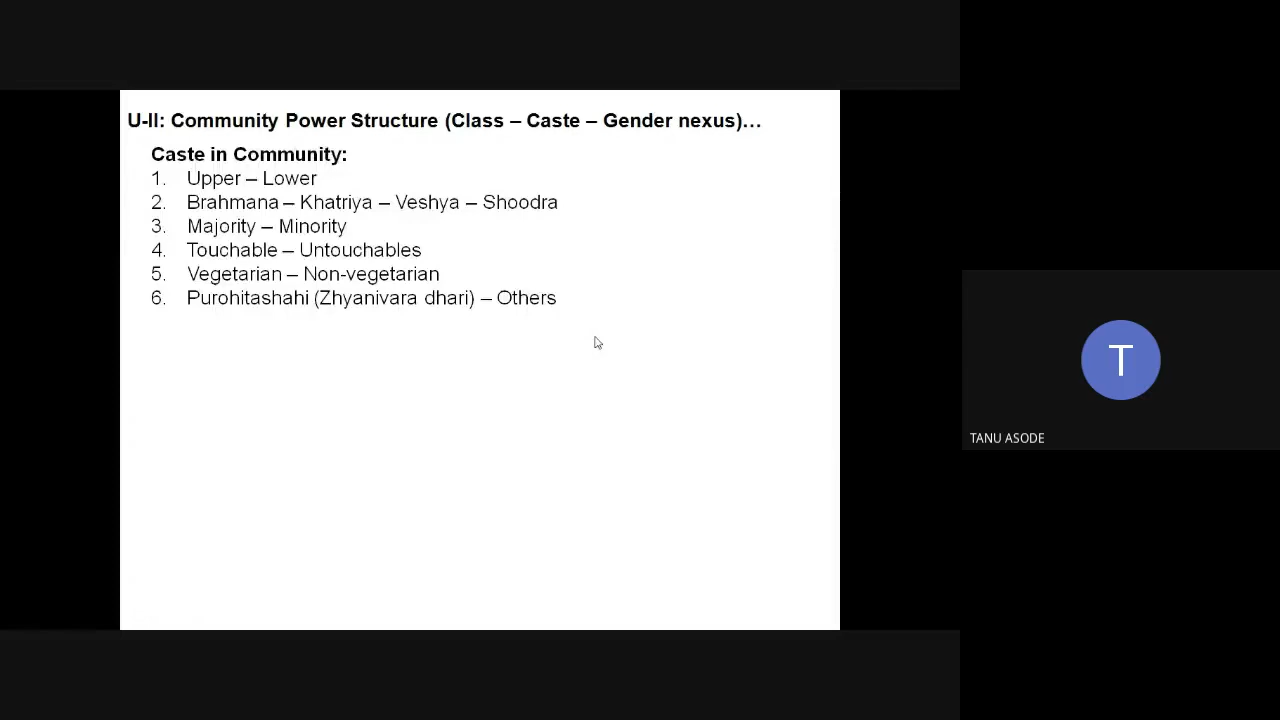 U-II: Community Power Structure (Class – Caste – Gender nexus)…
Caste in Community:
1. Upper – Lower
2. Brahmana – Khatriya – Veshya – Shoodra
3. Majority – Minority
4. Touchable – Untouchables
5. Vegetarian – Non-vegetarian
6. Purohitashahi (Zhyanivara dhari) – Others
T
TANU ASODE